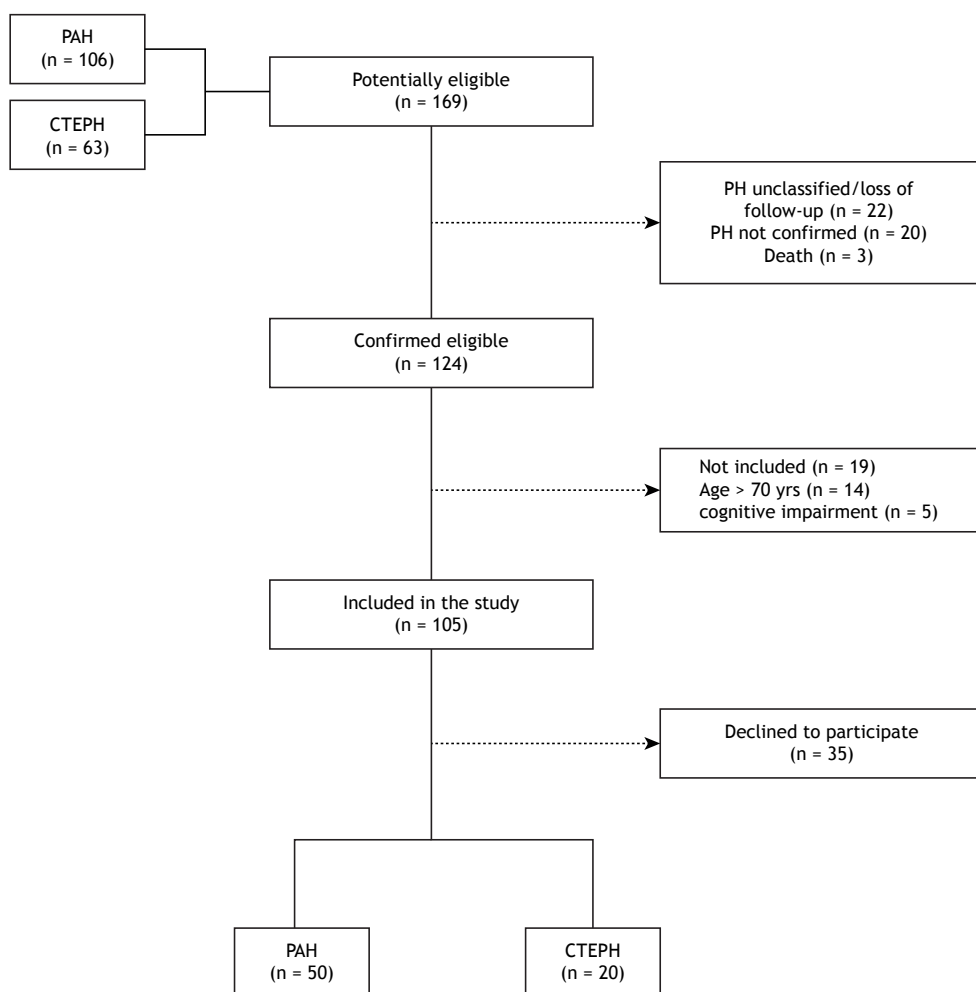 PAH
(n = 106)
CTEPH
(n = 63)
Potentially eligible
(n = 169)
PH unclassified/loss of
follow-up (n = 22)
PH not confirmed (n = 20)
Death (n = 3)
Confirmed eligible
(n = 124)
Not included (n = 19)
Age > 70 yrs (n = 14)
cognitive impairment (n = 5)
Included in the study
(n = 105)
Declined to participate
(n = 35)
PAH
(n = 50)
CTEPH
(n = 20)